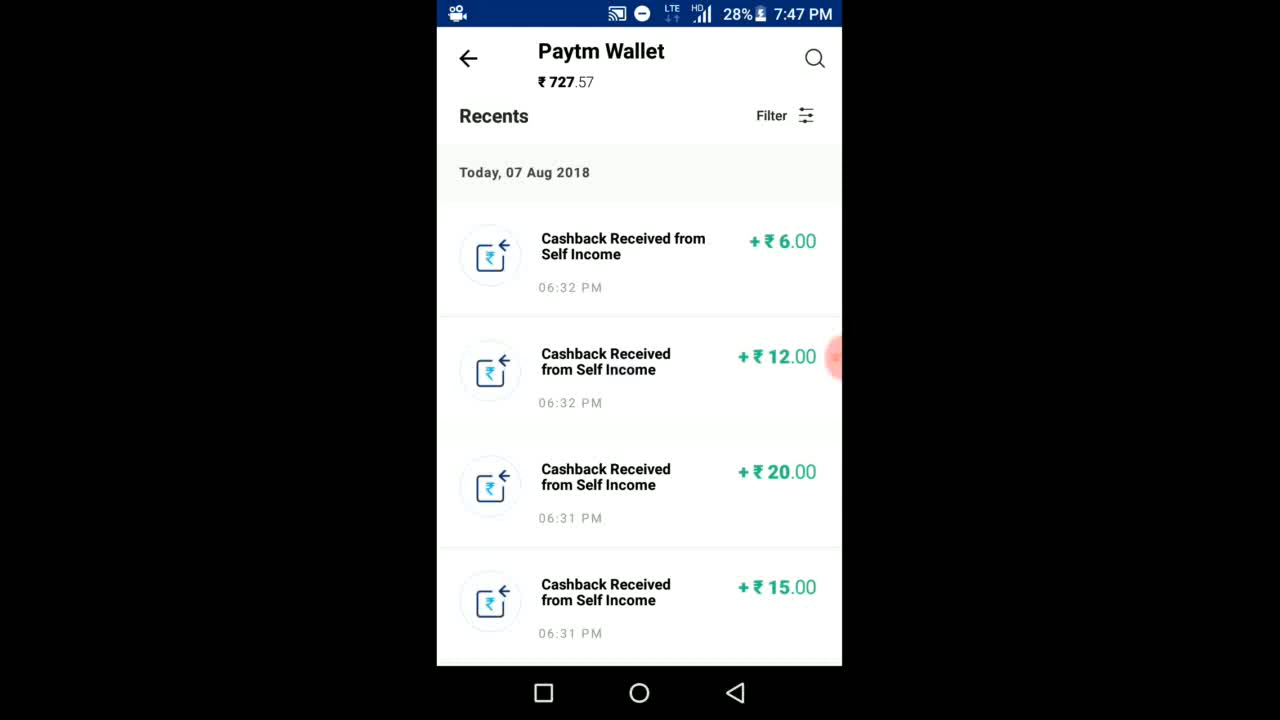 LTE HD 28% 7:47 PM
Paytm Wallet
₹ 727.57
Recents
Filter
Today, 07 Aug 2018
Cashback Received from
Self Income
+ ₹ 6.00
06:32 PM
Cashback Received
from Self Income
+ ₹ 12.00
06:32 PM
Cashback Received
from Self Income
+ ₹ 20.00
06:31 PM
Cashback Received
from Self Income
+ ₹ 15.00
06:31 PM